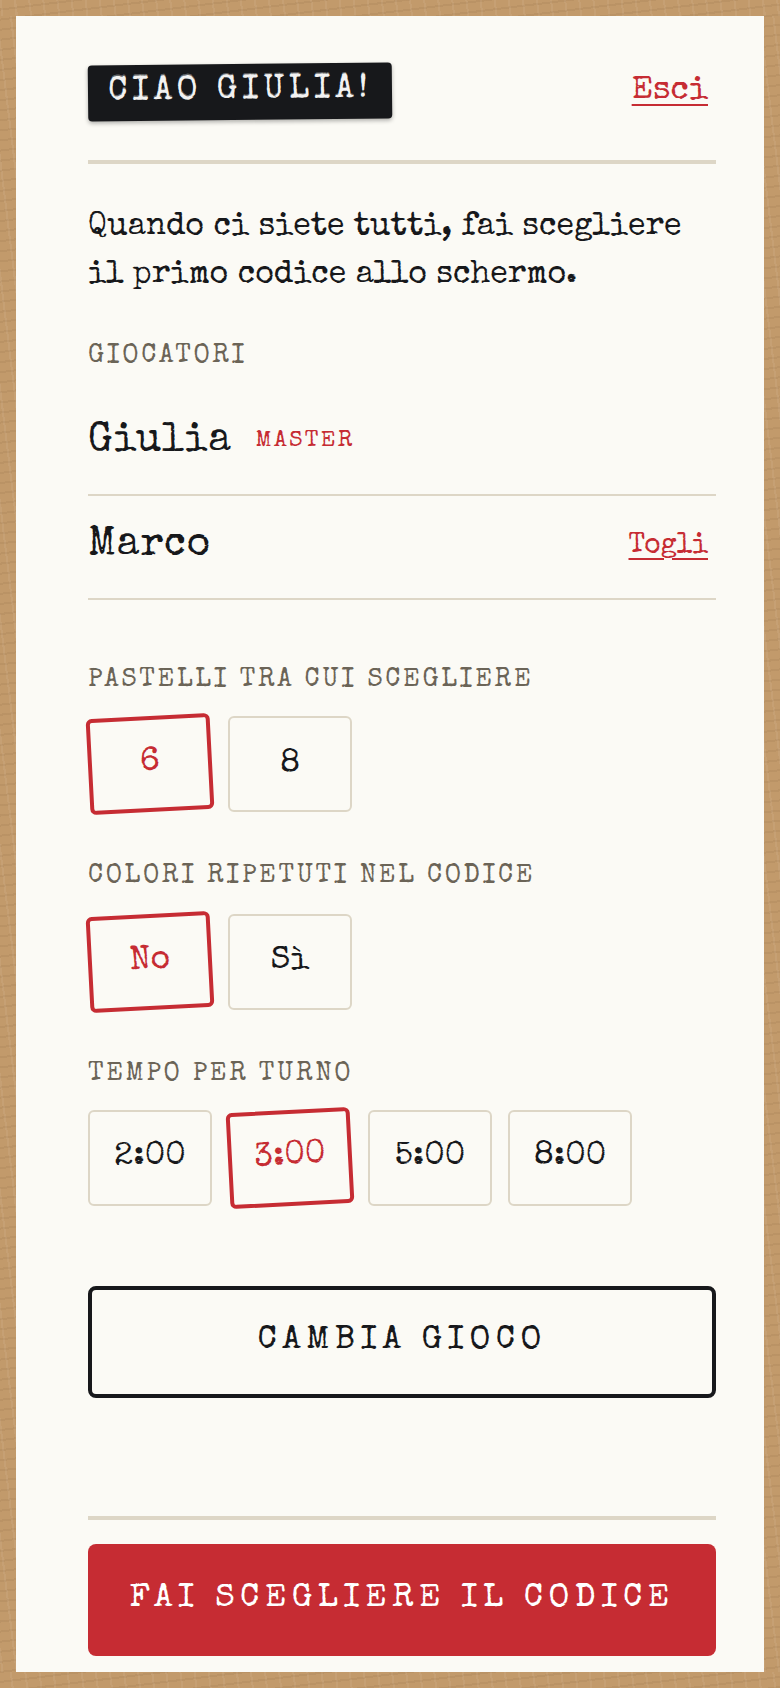 CIAO GIULIA!
Esci
Quando ci siete tutti, fai scegliere
il primo codice allo schermo.
GIOCATORI
Giulia MASTER
Marco Togli
PASTELLI TRA CUI SCEGLIERE
6 8
COLORI RIPETUTI NEL CODICE
No Sì
TEMPO PER TURNO
2:00 3:00 5:00 8:00
CAMBIA GIOCO
FAI SCEGLIERE IL CODICE